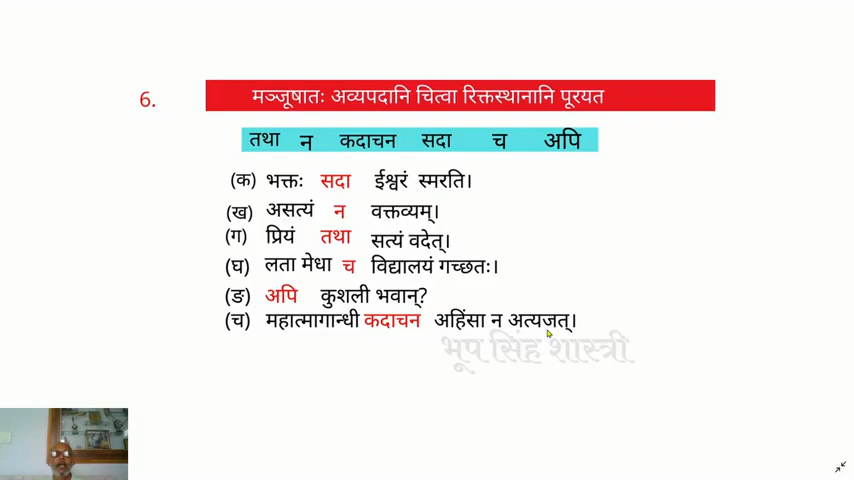 6. मञ्जूषातः अव्यपदानि चित्वा रिक्तस्थानानि पूरयत
तथा न कदाचन सदा च अपि
(क) भक्तः सदा ईश्वरं स्मरति।
(ख) असत्यं न वक्तव्यम्।
(ग) प्रियं तथा सत्यं वदेत्।
(घ) लता मेधा च विद्यालयं गच्छतः।
(ङ) अपि कुशली भवान्?
(च) महात्मागान्धी कदाचन अहिंसा न अत्यजत्।
भूप सिंह शास्त्री